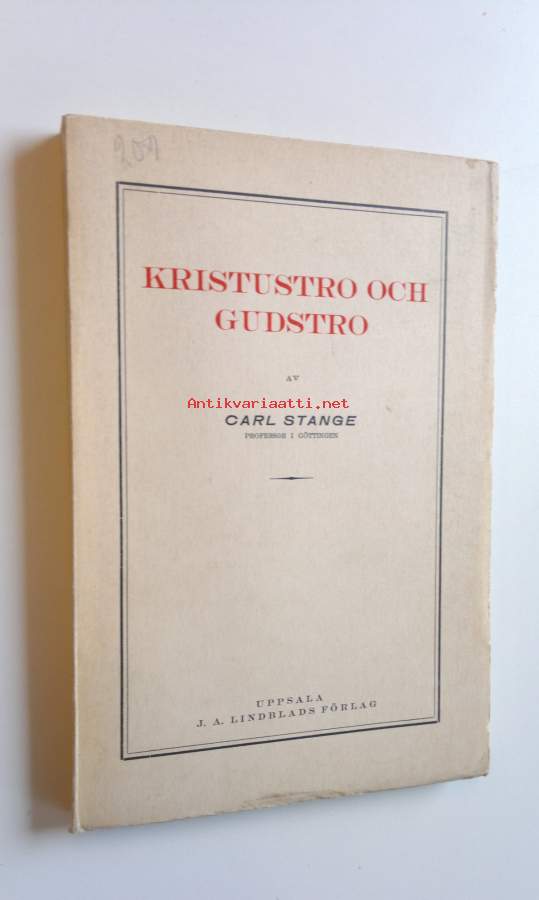 209
KRISTUSTRO OCH
GUDSTRO
AV
Antikvariaatti.net
CARL STANGE
PROFESSOR I GÖTTINGEN
UPPSALA
J. A. LINDBLADS FÖRLAG